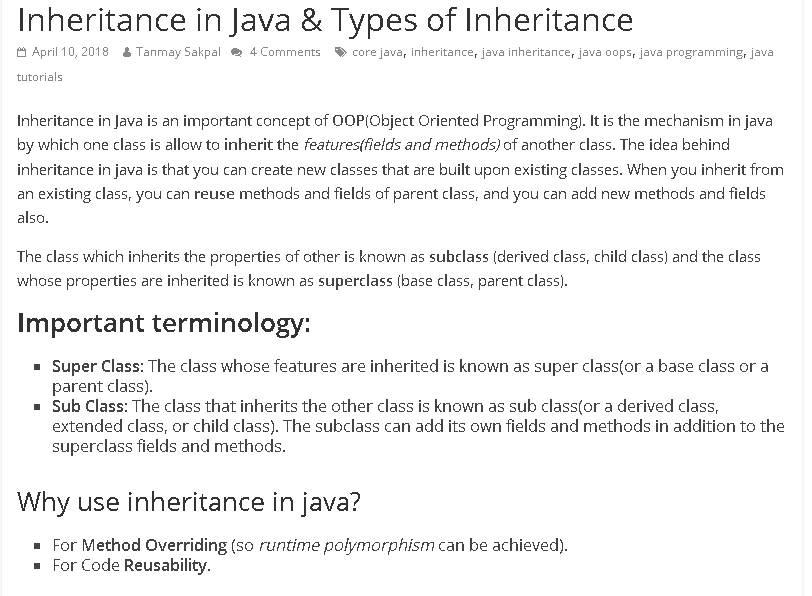 Inheritance in Java & Types of Inheritance
April 10, 2018 Tanmay Sakpal 4 Comments core java, inheritance, java inheritance, java oops, java programming, java
tutorials
Inheritance in Java is an important concept of OOP(Object Oriented Programming). It is the mechanism in java
by which one class is allow to inherit the features(fields and methods) of another class. The idea behind
inheritance in java is that you can create new classes that are built upon existing classes. When you inherit from
an existing class, you can reuse methods and fields of parent class, and you can add new methods and fields
also.
The class which inherits the properties of other is known as subclass (derived class, child class) and the class
whose properties are inherited is known as superclass (base class, parent class).
Important terminology:
▪ Super Class: The class whose features are inherited is known as super class(or a base class or a
parent class).
▪ Sub Class: The class that inherits the other class is known as sub class(or a derived class,
extended class, or child class). The subclass can add its own fields and methods in addition to the
superclass fields and methods.
Why use inheritance in java?
▪ For Method Overriding (so runtime polymorphism can be achieved).
▪ For Code Reusability.